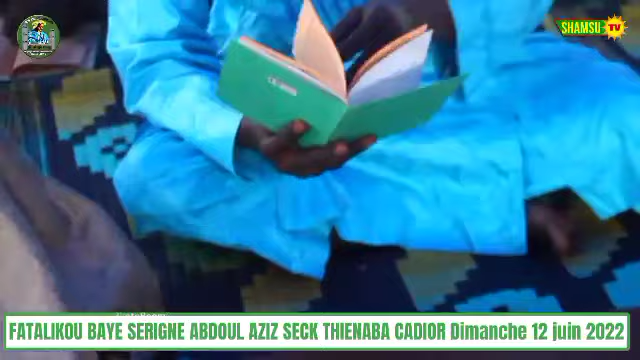 SHAMSU TV
FATALIKOU BAYE SERIGNE ABDOUL AZIZ SECK THIENABA CADIOR Dimanche 12 juin 2022